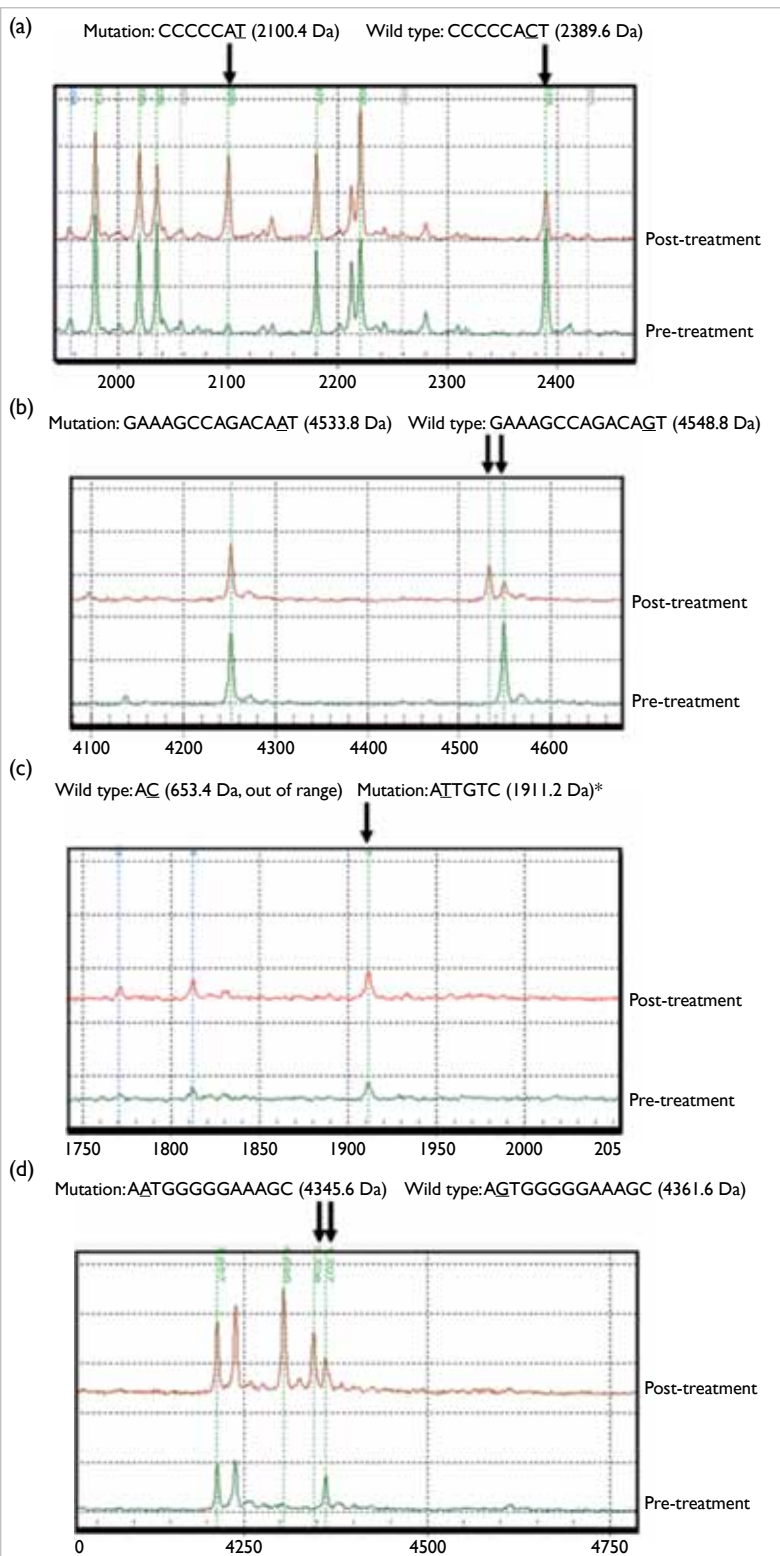 (a)
Mutation: CCCCCAT (2100.4 Da) Wild type: CCCCCACT (2389.6 Da)
Post-treatment
Pre-treatment
2000 2100 2200 2300 2400
(b)
Mutation: GAAAGCCAGACAAT (4533.8 Da) Wild type: GAAAGCCAGACAGT (4548.8 Da)
Post-treatment
Pre-treatment
4100 4200 4300 4400 4500 4600
(c)
Wild type: AC (653.4 Da, out of range) Mutation: ATTGTC (1911.2 Da)*
Post-treatment
Pre-treatment
1750 1800 1850 1900 1950 2000 205
(d)
Mutation: AATGGGGGAAAGC (4345.6 Da) Wild type: AGTGGGGGAAAGC (4361.6 Da)
Post-treatment
Pre-treatment
0 4250 4500 4750